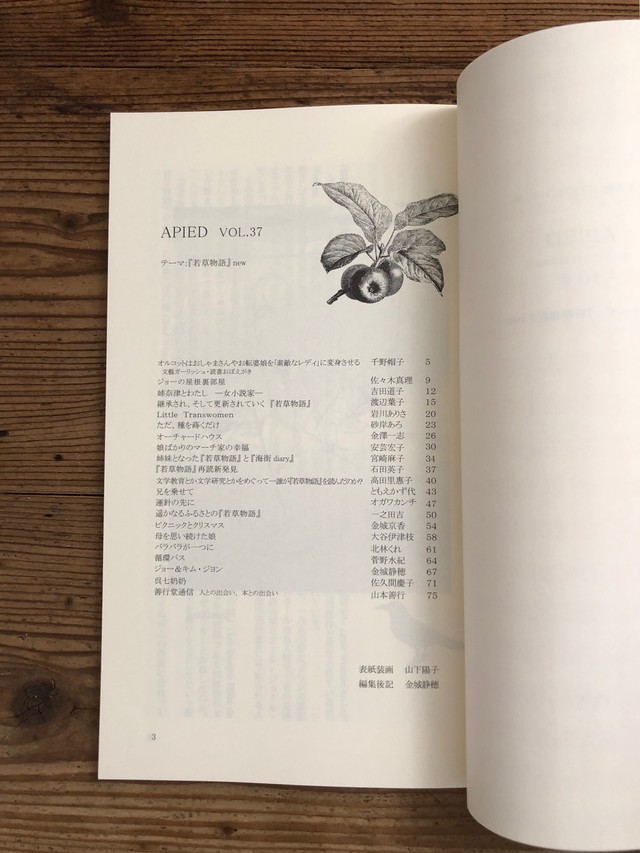 APIED VOL.37
テーマ:『若草物語』new
オルコットはおしゃまさんやお転婆娘を「素敵なレディ」に変身させる 千野帽子 5
文藝ガーリッシュ・読書おぼえがき
ジョーの屋根裏部屋 佐々木真理 9
姉奈津とわたし ―女小説家― 吉田道子 12
継承され、そして更新されていく『若草物語』 渡辺葉子 15
Little Transwomen 岩川ありさ 20
ただ、種を蒔くだけ 砂岸あろ 23
オーチャードハウス 金澤一志 26
娘ばかりのマーチ家の幸福 安芸宏子 30
姉妹となった『若草物語』と『海街diary』 宮崎麻子 34
『若草物語』再読新発見 石田英子 37
文学教育とか文学研究とかをめぐって―誰が『若草物語』を読んだのか? 高田里惠子 40
兄を乗せて ともえかず代 43
運針の先に オガワカンチ 47
遥かなるふるさとの『若草物語』 一之田吉 50
ピクニックとクリスマス 金城京香 54
母を思い続けた娘 大谷伊津枝 58
バラバラが一つに 北林くれ 61
循環バス 菅野水紀 64
ジョー&キム・ジヨン 金城静穂 67
呉七奶奶 佐久間慶子 71
善行堂通信 人との出会い、本との出会い 山本善行 75
表紙装画 山下陽子
編集後記 金城静穂
3